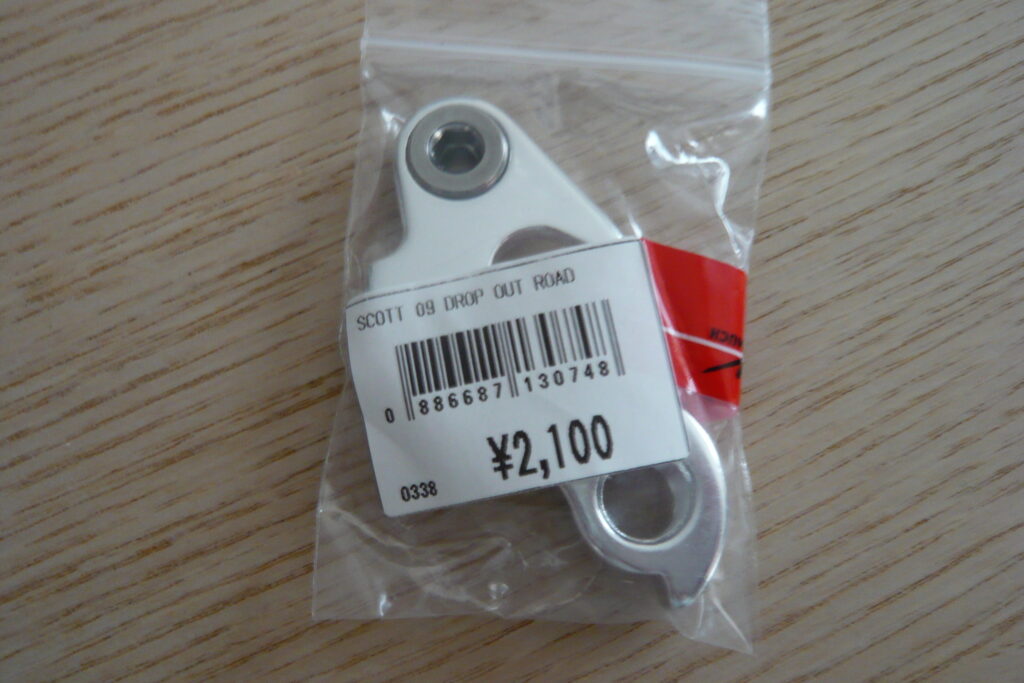 SCOTT 09 DROP OUT ROAD
0 886687 130748
¥2,100
0338